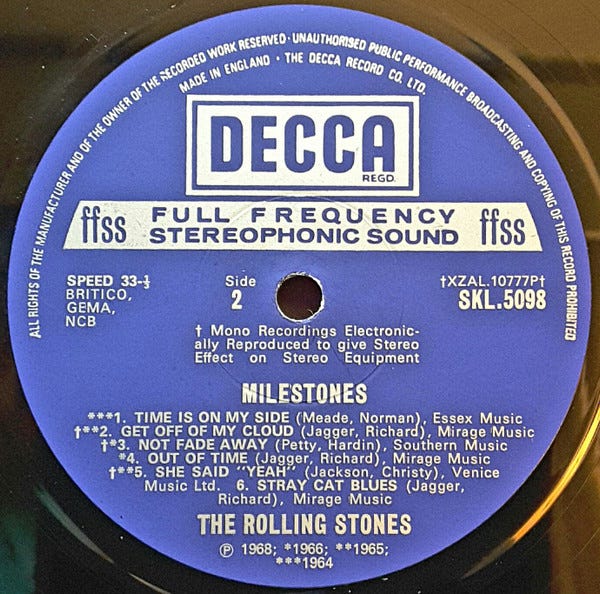 ALL RIGHTS OF THE MANUFACTURER AND OF THE OWNER OF THE RECORDED WORK RESERVED · UNAUTHORISED PUBLIC PERFORMANCE BROADCASTING AND COPYING OF THIS RECORD PROHIBITED
MADE IN ENGLAND · THE DECCA RECORD CO. LTD.
DECCA
REGD.
ffss FULL FREQUENCY STEREOPHONIC SOUND ffss
SPEED 33-⅓
BRITICO,
GEMA,
NCB
Side
2
†XZAL.10777P†
SKL.5098
† Mono Recordings Electronic-
ally Reproduced to give Stereo
Effect on Stereo Equipment
MILESTONES
***1. TIME IS ON MY SIDE (Meade, Norman), Essex Music
†**2. GET OFF OF MY CLOUD (Jagger, Richard), Mirage Music
†*3. NOT FADE AWAY (Petty, Hardin), Southern Music
*4. OUT OF TIME (Jagger, Richard), Mirage Music
†**5. SHE SAID "YEAH" (Jackson, Christy), Venice
Music Ltd. 6. STRAY CAT BLUES (Jagger,
Richard), Mirage Music
THE ROLLING STONES
℗ 1968; *1966; **1965;
***1964